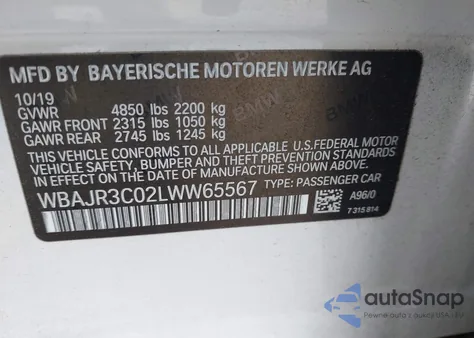 MFD BY BAYERISCHE MOTOREN WERKE AG
10/19
GVWR 4850 lbs 2200 kg
GAWR FRONT 2315 lbs 1050 kg
GAWR REAR 2745 lbs 1245 kg
THIS VEHICLE CONFORMS TO ALL APPLICABLE U.S.FEDERAL MOTOR
VEHICLE SAFETY, BUMPER, AND THEFT PREVENTION STANDARDS IN
EFFECT ON THE DATE OF MANUFACTURE SHOWN ABOVE.
WBAJR3C02LWW65567 TYPE: PASSENGER CAR
A96/0
7 315 814
autoSnap